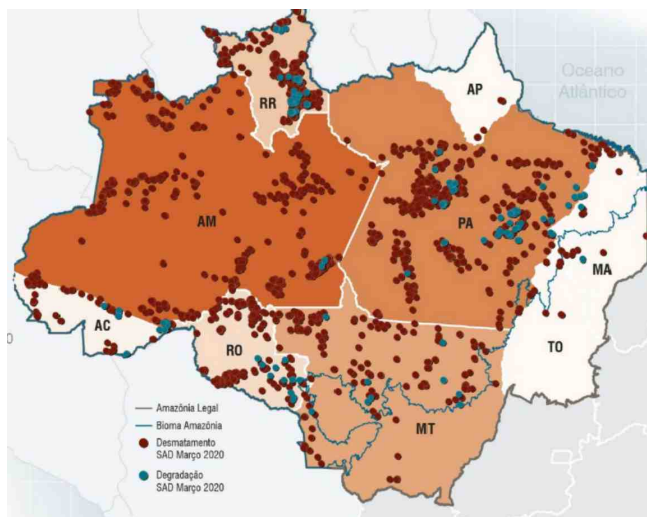 Oceano
Atlântico
RR
AP
AM
PA
MA
AC
RO
TO
MT
Amazônia Legal
Bioma Amazônia
Desmatamento
SAD Março 2020
Degradação
SAD Março 2020